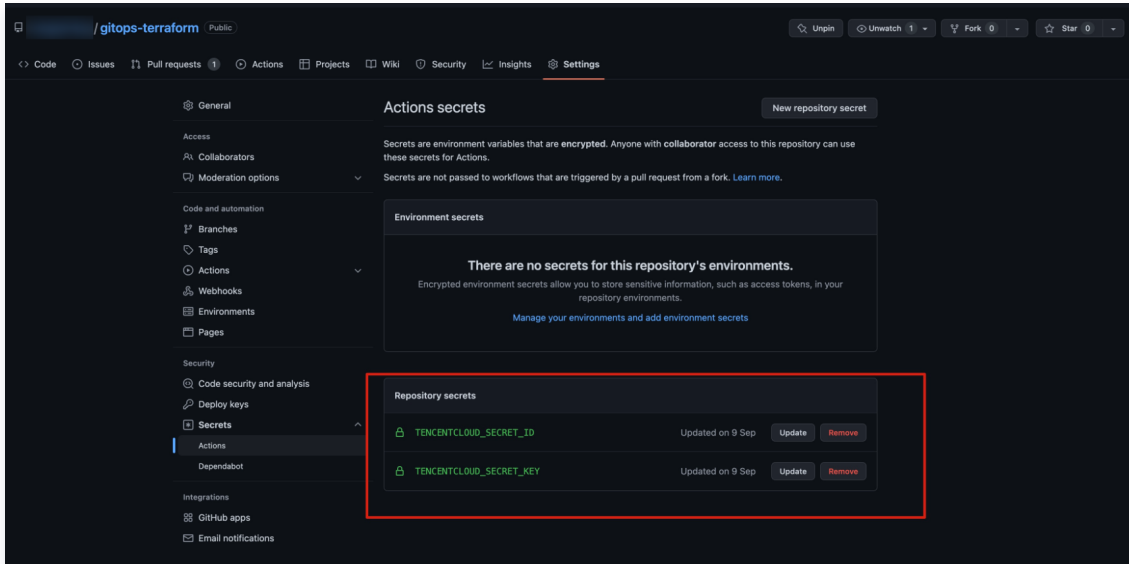 / gitops-terraform Public
Unpin Unwatch 1 Fork 0 Star 0
Code Issues Pull requests 1 Actions Projects Wiki Security Insights Settings
General
Access
Collaborators
Moderation options
Code and automation
Branches
Tags
Actions
Webhooks
Environments
Pages
Security
Code security and analysis
Deploy keys
Secrets
Actions
Dependabot
Integrations
GitHub apps
Email notifications
Actions secrets
New repository secret
Secrets are environment variables that are encrypted. Anyone with collaborator access to this repository can use
these secrets for Actions.
Secrets are not passed to workflows that are triggered by a pull request from a fork. Learn more.
Environment secrets
There are no secrets for this repository's environments.
Encrypted environment secrets allow you to store sensitive information, such as access tokens, in your
repository environments.
Manage your environments and add environment secrets
Repository secrets
TENCENTCLOUD_SECRET_ID Updated on 9 Sep Update Remove
TENCENTCLOUD_SECRET_KEY Updated on 9 Sep Update Remove